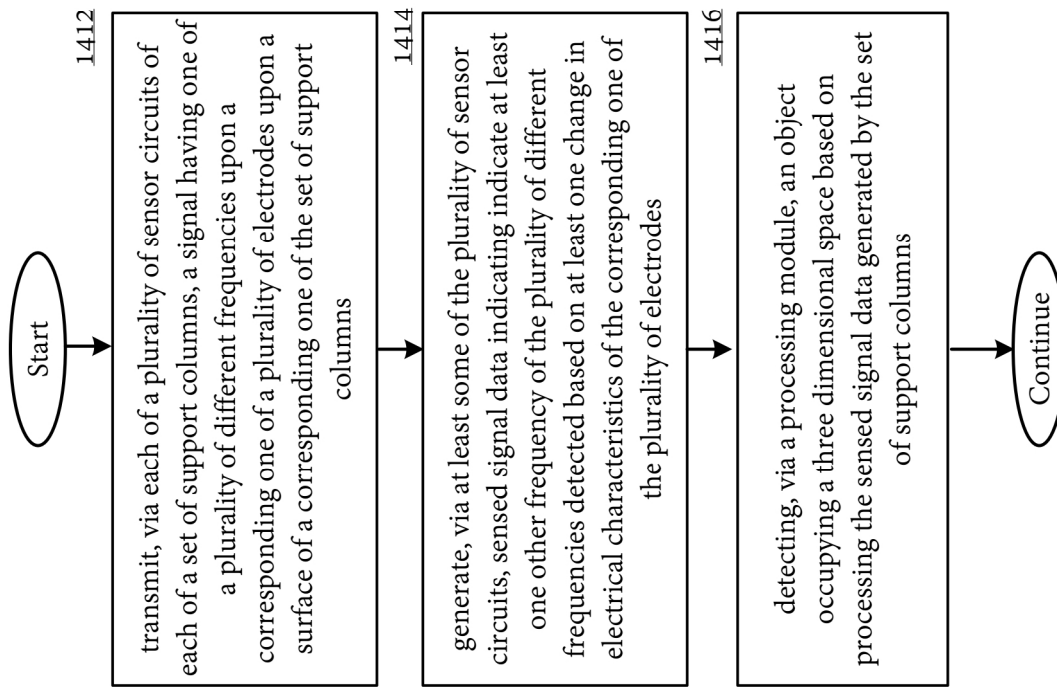 Start
1412
transmit, via each of a plurality of sensor circuits of
each of a set of support columns, a signal having one of
a plurality of different frequencies upon a
corresponding one of a plurality of electrodes upon a
surface of a corresponding one of the set of support
columns
1414
generate, via at least some of the plurality of sensor
circuits, sensed signal data indicating indicate at least
one other frequency of the plurality of different
frequencies detected based on at least one change in
electrical characteristics of the corresponding one of
the plurality of electrodes
1416
detecting, via a processing module, an object
occupying a three dimensional space based on
processing the sensed signal data generated by the set
of support columns
Continue